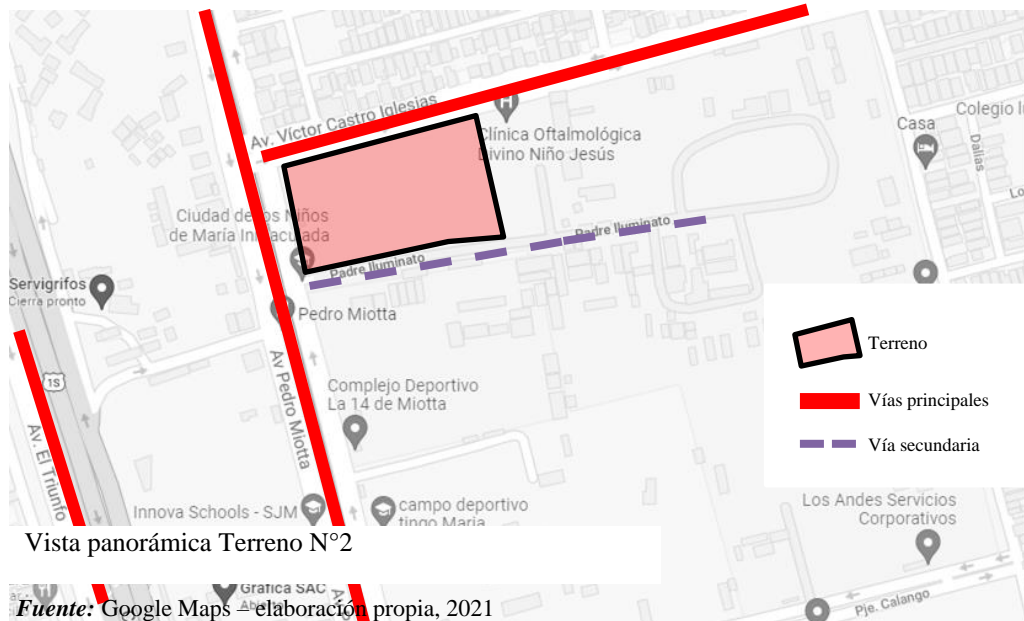 Av. Víctor Castro Iglesias
Clínica Oftalmológica
Divino Niño Jesús
Casa
Colegio I
Dallas
Lo
Ciudad de los Niños
de María Inmaculada
Padre Iluminato
Padre Iluminato
Servigrifos
Cierra pronto
Pedro Miotta
1S
Av. El Triunfo
Av Pedro Miotta
Complejo Deportivo
La 14 de Miotta
Terreno
Vías principales
Vía secundaria
Innova Schools - SJM
campo deportivo
tingo Maria
Los Andes Servicios
Corporativos
Vista panorámica Terreno N°2
Grafica SAC
Pje. Calango
Fuente: Google Maps – elaboración propia, 2021